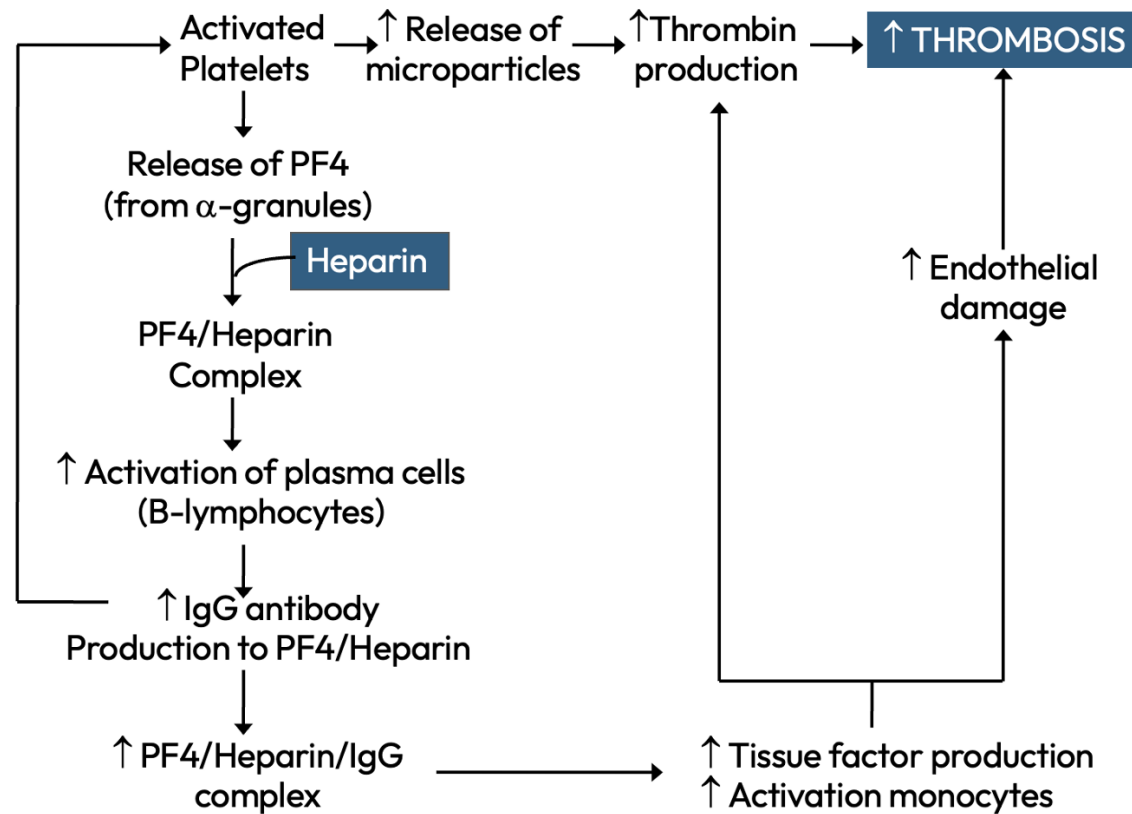 Activated
Platelets
↑ Release of
microparticles
↑Thrombin
production
↑ THROMBOSIS
Release of PF4
(from α-granules)
Heparin
PF4/Heparin
Complex
↑ Endothelial
damage
↑ Activation of plasma cells
(B-lymphocytes)
↑ IgG antibody
Production to PF4/Heparin
↑ PF4/Heparin/IgG
complex
↑ Tissue factor production
↑ Activation monocytes